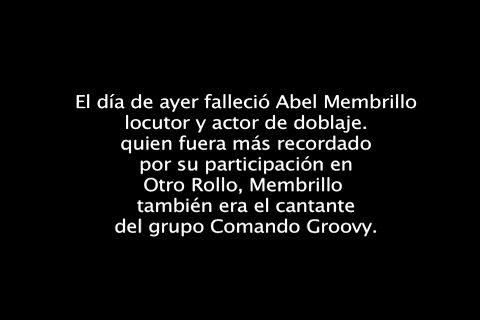 El día de ayer falleció Abel Membrillo
locutor y actor de doblaje.
quien fuera más recordado
por su participación en
Otro Rollo, Membrillo
también era el cantante
del grupo Comando Groovy.